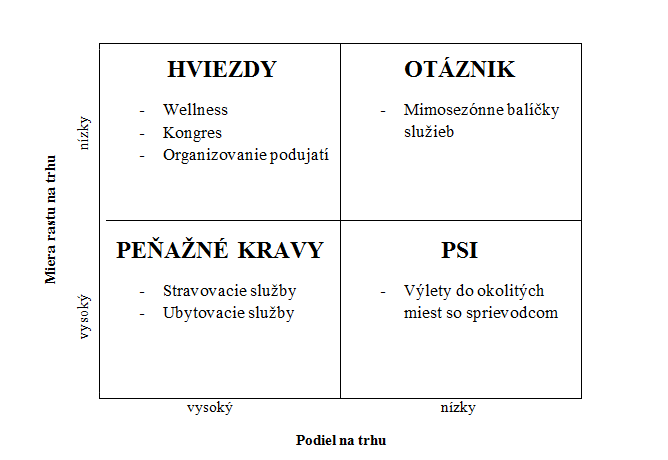 HVIEZDY
- Wellness
- Kongres
- Organizovanie podujatí
OTÁZNIK
- Mimosezónne balíčky
služieb
PEŇAŽNÉ KRAVY
- Stravovacie služby
- Ubytovacie služby
PSI
- Výlety do okolitých
miest so sprievodcom
Miera rastu na trhu
nízky
vysoký
vysoký
nízky
Podiel na trhu